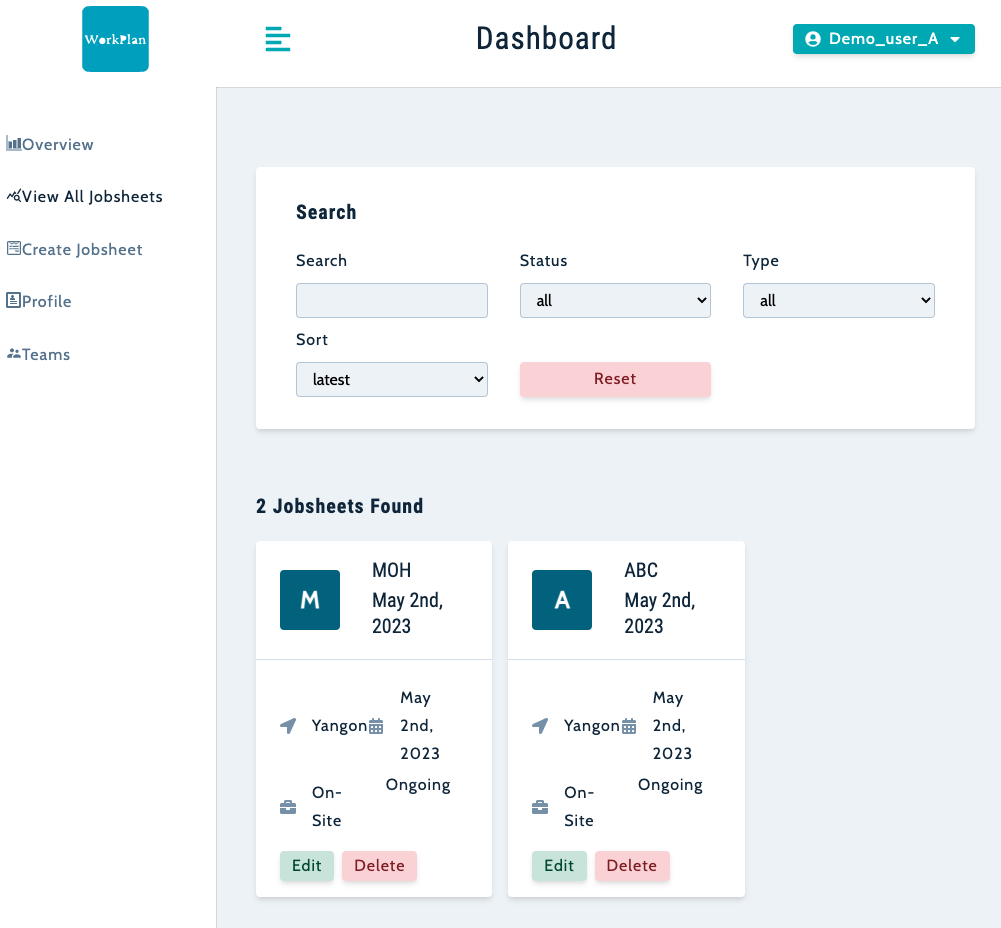 WorkPlan
Dashboard
Demo_user_A
Overview
View All Jobsheets
Create Jobsheet
Profile
Teams
Search
Search Status Type
all all
Sort
latest Reset
2 Jobsheets Found
M
MOH
May 2nd,
2023
Yangon
May
2nd,
2023
On-
Site
Ongoing
Edit Delete
A
ABC
May 2nd,
2023
Yangon
May
2nd,
2023
On-
Site
Ongoing
Edit Delete